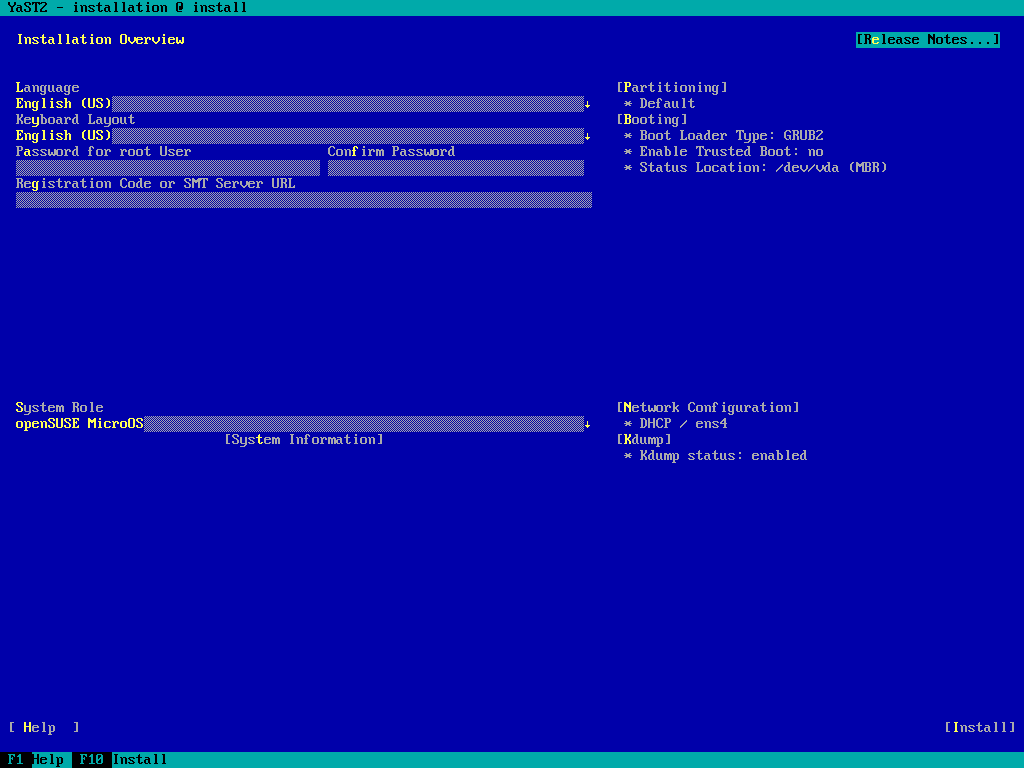 YaST2 - installation @ install
Installation Overview [Release Notes...]
Language
English (US)↓
Keyboard Layout
English (US)↓
Password for root User Confirm Password
Registration Code or SMT Server URL
[Partitioning]
* Default
[Booting]
* Boot Loader Type: GRUB2
* Enable Trusted Boot: no
* Status Location: /dev/vda (MBR)
System Role
openSUSE MicroOS↓
[System Information]
[Network Configuration]
* DHCP / ens4
[Kdump]
* Kdump status: enabled
[ Help ] [Install]
F1 Help F10 Install